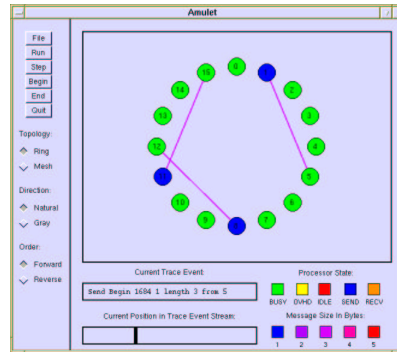 Amulet
File
Run
Step
Begin
End
Quit
Topology:
Ring
Mesh
Direction:
Natural
Gray
Order:
Forward
Reverse
0
2
3
4
5
6
7
9
10
12
13
14
Current Trace Event:
Send Begin 1684 1 length 3 from 5
Current Position in Trace Event Stream:
Processor State:
BUSY OVHD IDLE SEND RECV
Message Size In Bytes:
1 2 3 4 5